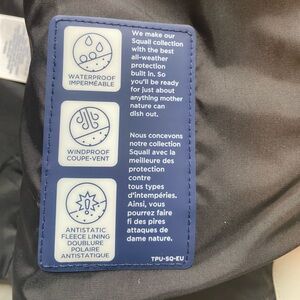 WATERPROOF
IMPERMÉABLE
WINDPROOF
COUPE-VENT
ANTISTATIC
FLEECE LINING
DOUBLURE
POLAIRE
ANTISTATIQUE
We make our
Squall collection
with the best
all-weather
protection
built in. So
you'll be ready
for just about
anything mother
nature can
dish out.
Nous concevons
notre collection
Squall avec la
meilleure des
protection
contre
tous types
d'intempéries.
Ainsi, vous
pourrez faire
fi des pires
attaques de
dame nature.
TPU-SQ-EU